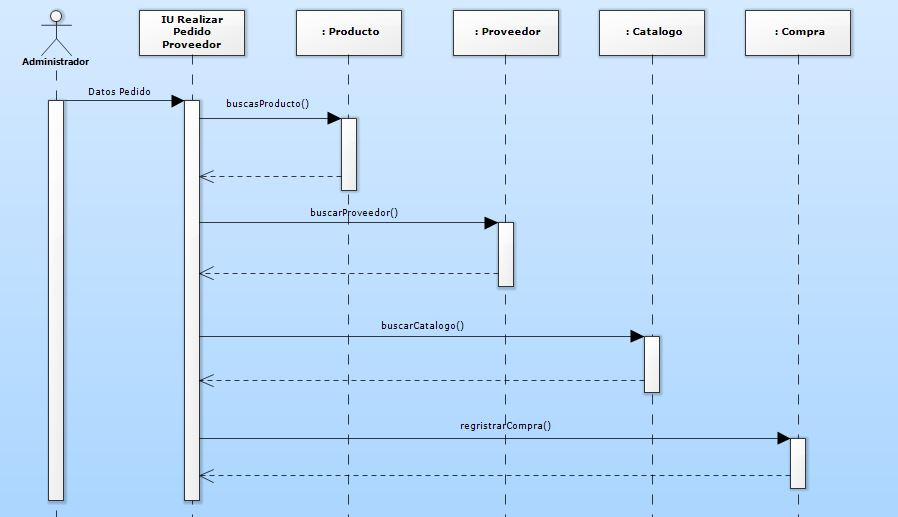 IU Realizar
Pedido
Proveedor
: Producto
: Proveedor
: Catalogo
: Compra
Administrador
Datos Pedido
buscasProducto()
buscarProveedor()
buscarCatalogo()
regristrarCompra()